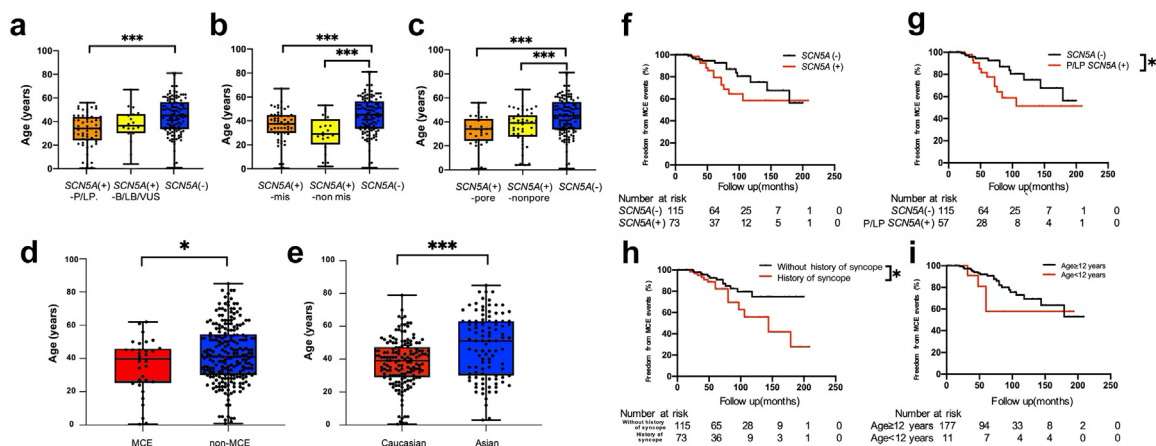 a
***
Age (years)
100
80
60
40
20
0
SCN5A(+) SCN5A(+) SCN5A(-)
-P/LP. -B/LB/VUS
b
***
***
Age (years)
100
80
60
40
20
0
SCN5A(+) SCN5A(+) SCN5A(-)
-mis -non mis
c
***
***
Age (years)
100
80
60
40
20
0
SCN5A(+) SCN5A(+) SCN5A(-)
-pore -nonpore
d
*
Age (years)
100
80
60
40
20
0
MCE non-MCE
e
***
Age (years)
100
80
60
40
20
0
Caucasian Asian
f
SCN5A (-)
SCN5A (+)
Freedom from MCE events (%)
100
80
60
40
20
0
0 50 100 150 200 250
Follow up(months)
Number at risk
SCN5A(-) 115 64 25 7 1 0
SCN5A(+) 73 37 12 5 1 0
g
SCN5A (-)
P/LP SCN5A (+)
*
Freedom from MCE events (%)
100
80
60
40
20
0
0 50 100 150 200 250
Follow up(months)
Number at risk
SCN5A(-) 115 64 25 7 1 0
P/LP SCN5A(+) 57 28 8 4 1 0
h
Without history of syncope
History of syncope
*
Freedom from MCE events (%)
100
80
60
40
20
0
0 50 100 150 200 250
Follow up(months)
Number at risk
Without history of syncope 115 65 28 9 1 0
History of syncope 73 36 9 3 1 0
i
Age≥12 years
Age<12 years
Freedom from MCE events (%)
100
80
60
40
20
0
0 50 100 150 200 250
Follow up(months)
Number at risk
Age≥12 years 177 94 33 8 2 0
Age<12 years 11 7 4 4 0 0